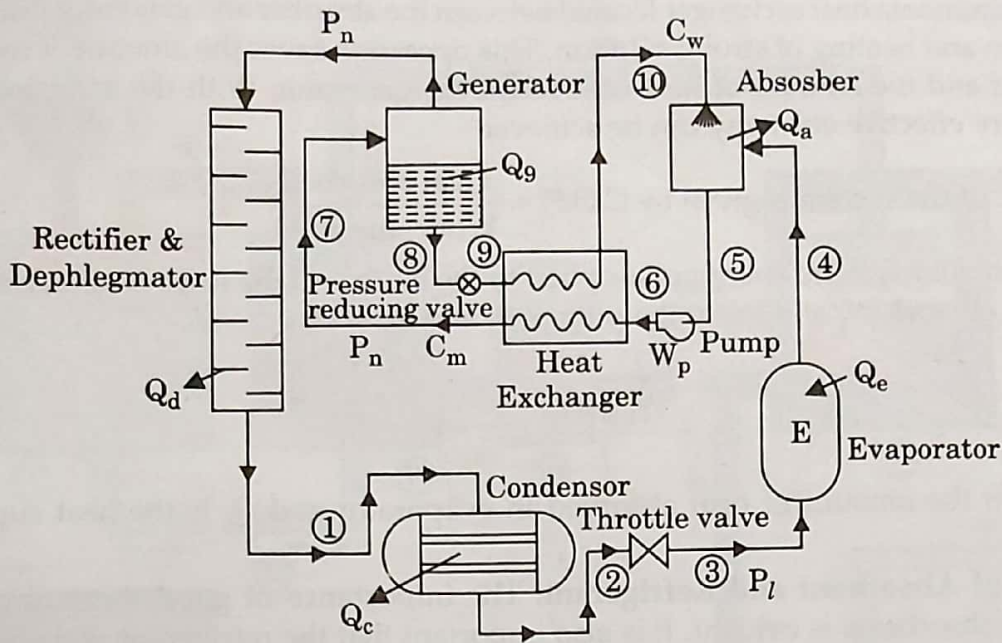 P_n
C_w
Generator
⑩
Absosber
Q_a
Q_9
Rectifier &
Dephlegmator
⑦
⑧
⑨
⑥
⑤
④
Pressure
reducing valve
P_n
C_m
Heat
Exchanger
W_p
Pump
Q_d
Q_e
E
Evaporator
Condensor
①
Throttle valve
②
③
P_l
Q_c